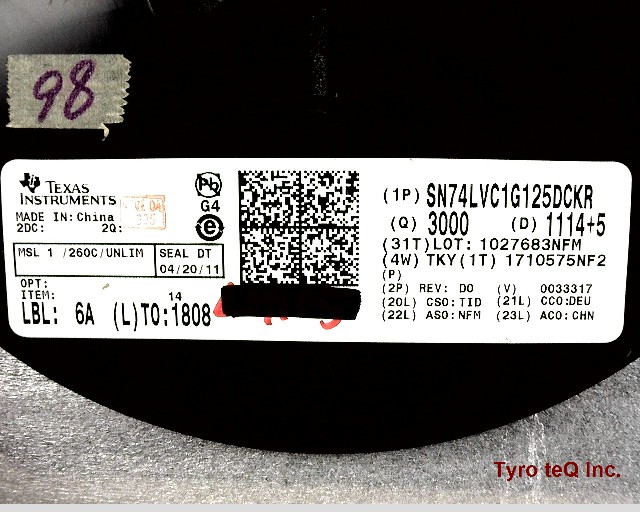 98
TEXAS
INSTRUMENTS
MADE IN: China
2DC: 2Q:
MSL 1 /260C/UNLIM
SEAL DT
04/20/11
OPT:
ITEM: 14
LBL: 6A (L)TO:1808
Pb
G4
e
(1P) SN74LVC1G125DCKR
(Q) 3000 (D) 1114+5
(31T)LOT: 1027683NFM
(4W) TKY(1T) 1710575NF2
(P)
(2P) REV: D0 (V) 0033317
(20L) CSO:TID (21L) CCO:DEU
(22L) ASO:NFM (23L) ACO:CHN
Tyro teQ Inc.